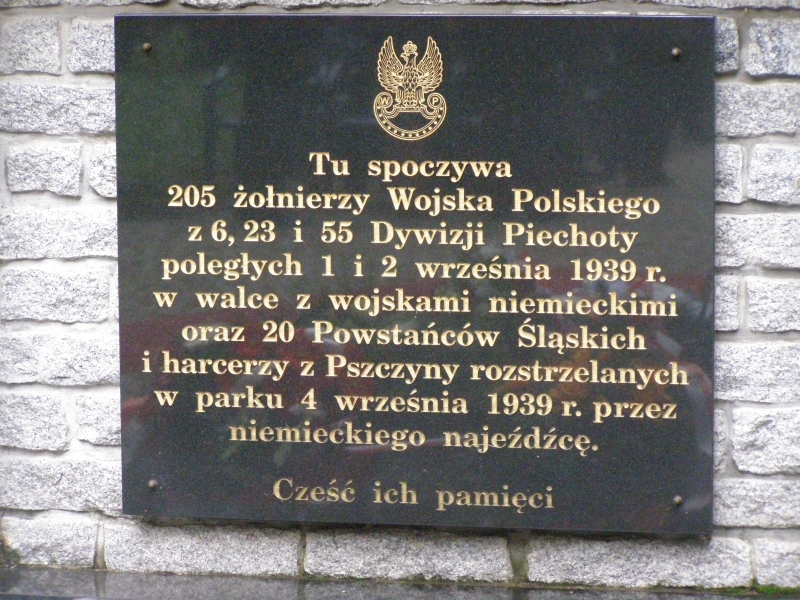 W P
Tu spoczywa
205 żołnierzy Wojska Polskiego
z 6, 23 i 55 Dywizji Piechoty
poległych 1 i 2 września 1939 r.
w walce z wojskami niemieckimi
oraz 20 Powstańców Śląskich
i harcerzy z Pszczyny rozstrzelanych
w parku 4 września 1939 r. przez
niemieckiego najeźdźcę.
Cześć ich pamięci